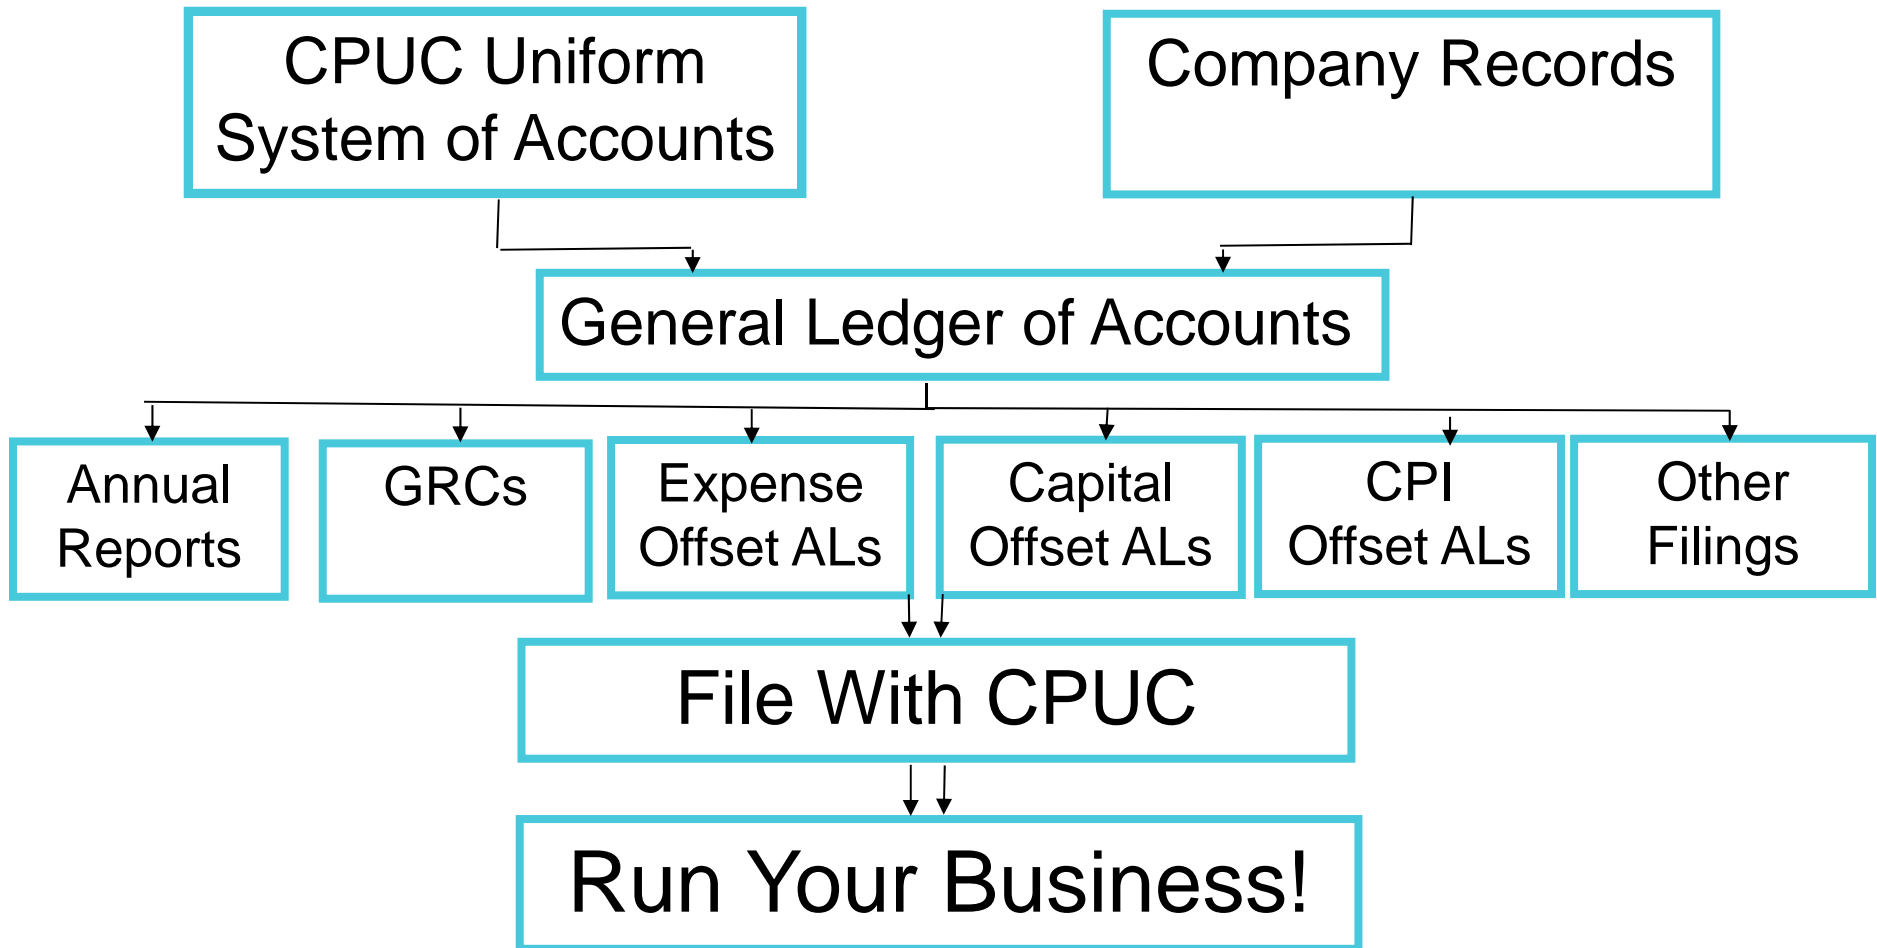 CPUC Uniform
System of Accounts
Company Records
General Ledger of Accounts
Annual
Reports
GRCs
Expense
Offset ALs
Capital
Offset ALs
CPI
Offset ALs
Other
Filings
File With CPUC
Run Your Business!